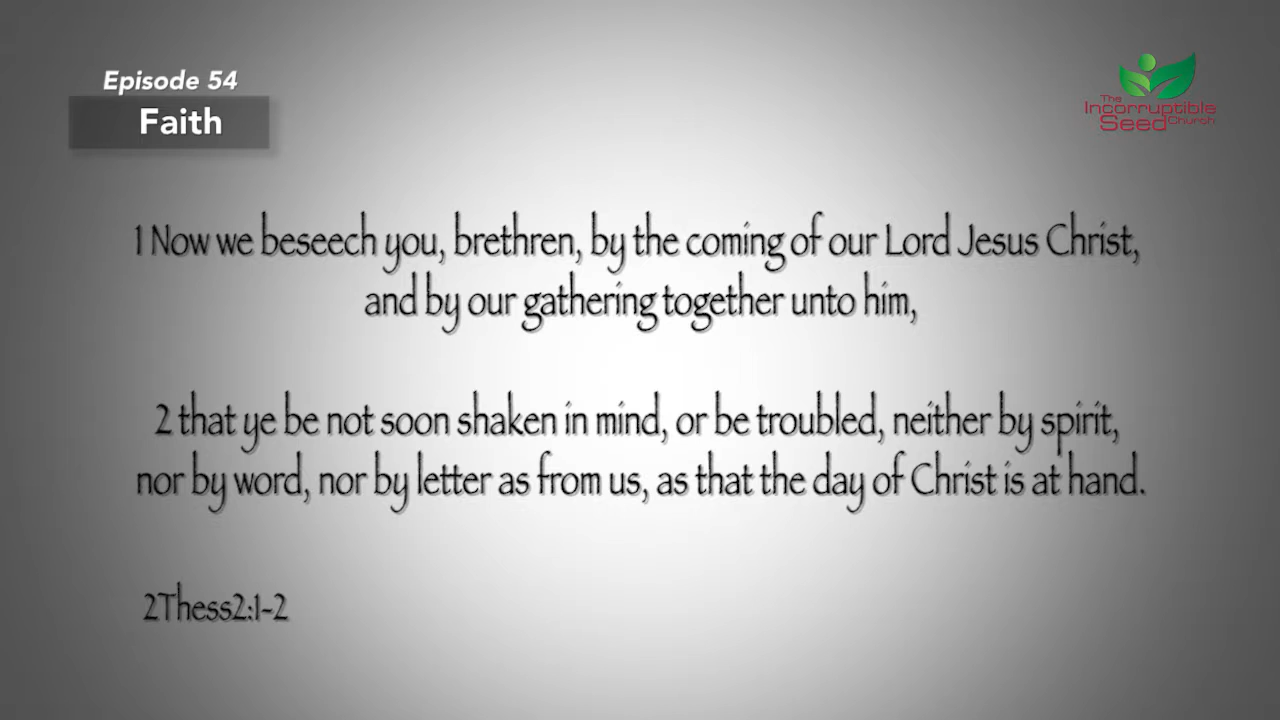 Episode 54
Faith
The
Incorruptible
Seed Church
1 Now we beseech you, brethren, by the coming of our Lord Jesus Christ,
and by our gathering together unto him,
2 that ye be not soon shaken in mind, or be troubled, neither by spirit,
nor by word, nor by letter as from us, as that the day of Christ is at hand.
2Thess2:1-2